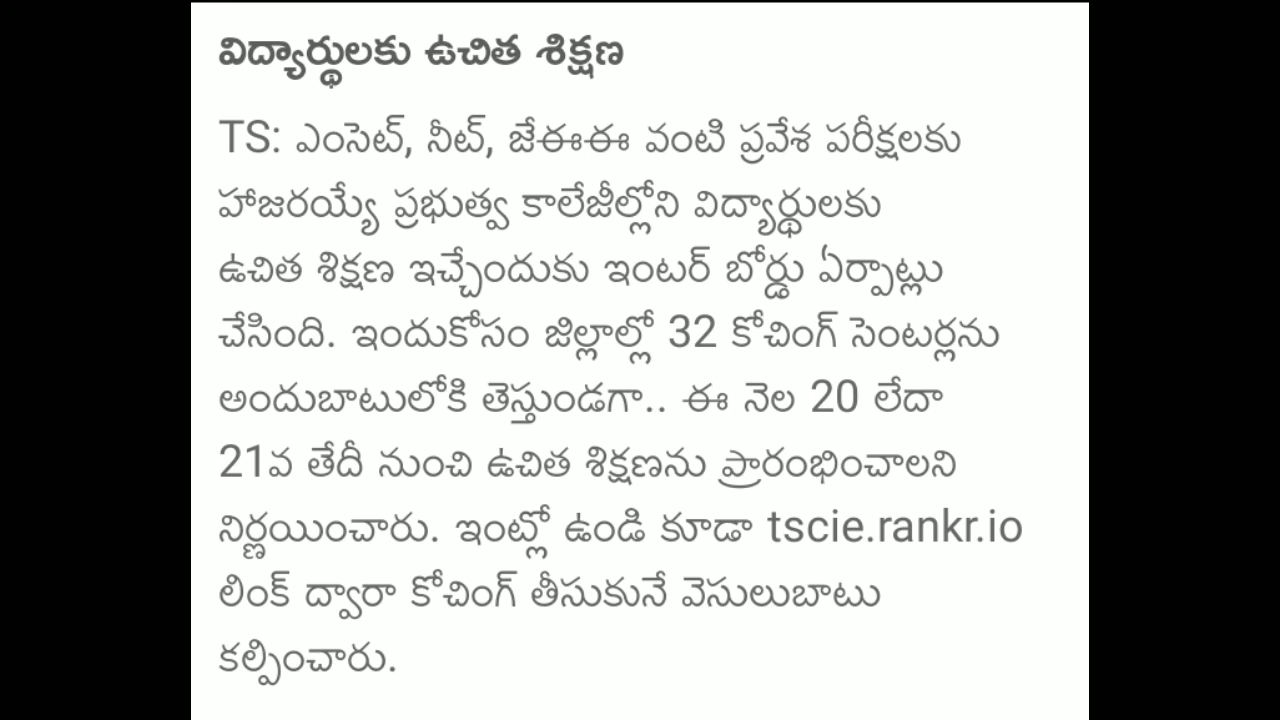 విద్యార్థులకు ఉచిత శిక్షణ
TS: ఎంసెట్, నీట్, జేఈఈ వంటి ప్రవేశ పరీక్షలకు
హాజరయ్యే ప్రభుత్వ కాలేజీల్లోని విద్యార్థులకు
ఉచిత శిక్షణ ఇచ్చేందుకు ఇంటర్ బోర్డు ఏర్పాట్లు
చేసింది. ఇందుకోసం జిల్లాల్లో 32 కోచింగ్ సెంటర్లను
అందుబాటులోకి తెస్తుండగా.. ఈ నెల 20 లేదా
21వ తేదీ నుంచి ఉచిత శిక్షణను ప్రారంభించాలని
నిర్ణయించారు. ఇంట్లో ఉండి కూడా tscie.rankr.io
లింక్ ద్వారా కోచింగ్ తీసుకునే వెసులుబాటు
కల్పించారు.